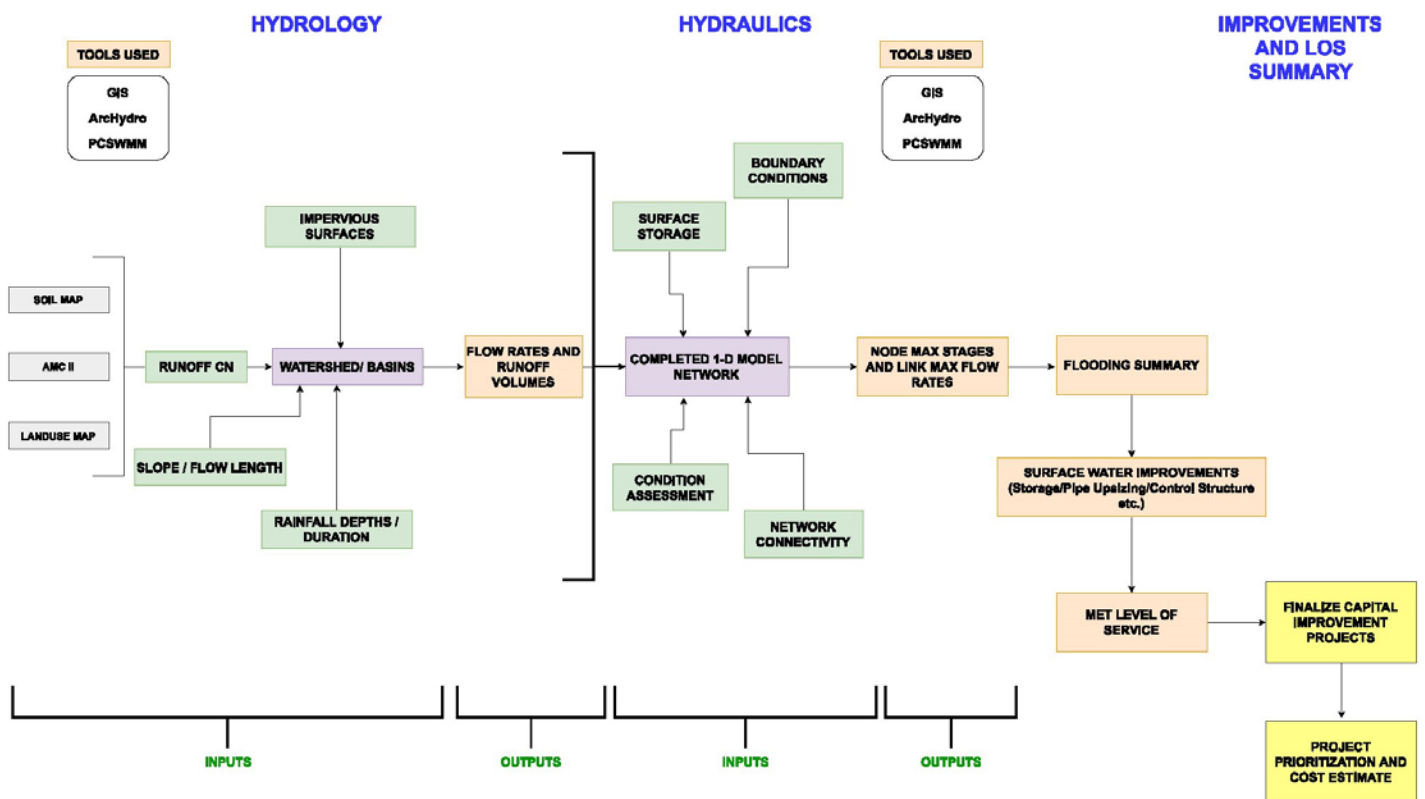 HYDROLOGY
HYDRAULICS
IMPROVEMENTS
AND LOS
SUMMARY
TOOLS USED
GIS
ArcHydro
PCSWMM
TOOLS USED
GIS
ArcHydro
PCSWMM
IMPERVIOUS
SURFACES
SOIL MAP
AMC II
LANDUSE MAP
RUNOFF CN
WATERSHED/ BASINS
SLOPE / FLOW LENGTH
RAINFALL DEPTHS /
DURATION
FLOW RATES AND
RUNOFF
VOLUMES
SURFACE
STORAGE
BOUNDARY
CONDITIONS
COMPLETED 1-D MODEL
NETWORK
CONDITION
ASSESSMENT
NETWORK
CONNECTIVITY
NODE MAX STAGES
AND LINK MAX FLOW
RATES
FLOODING SUMMARY
SURFACE WATER IMPROVEMENTS
(Storage/Pipe Upsizing/Control Structure
etc.)
MET LEVEL OF
SERVICE
FINALIZE CAPITAL
IMPROVEMENT
PROJECTS
PROJECT
PRIORITIZATION AND
COST ESTIMATE
INPUTS
OUTPUTS
INPUTS
OUTPUTS